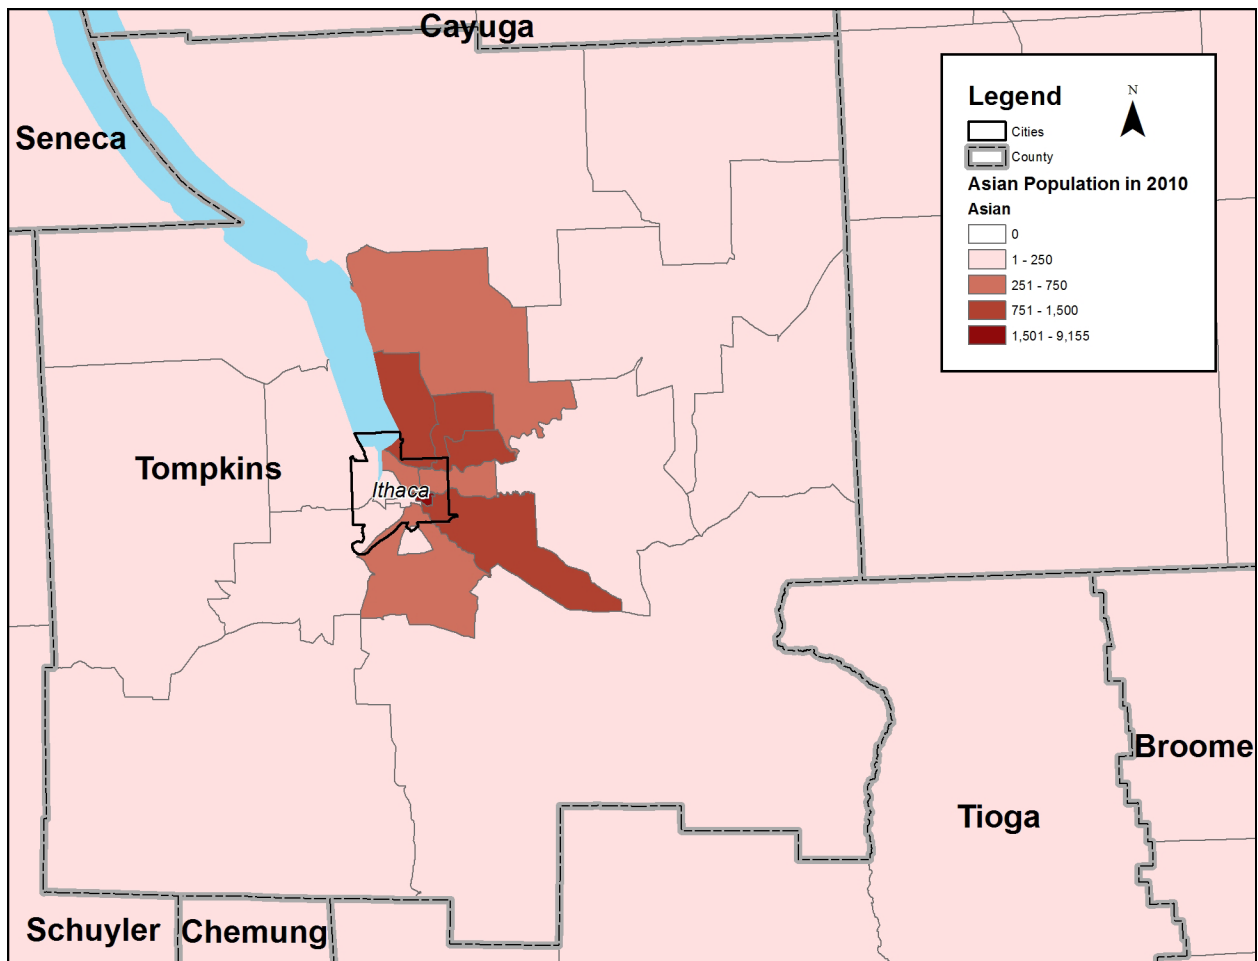 Cayuga
Seneca
Legend
N
Cities
County
Asian Population in 2010
Asian
0
1 - 250
251 - 750
751 - 1,500
1,501 - 9,155
Tompkins
Ithaca
Broome
Tioga
Schuyler
Chemung